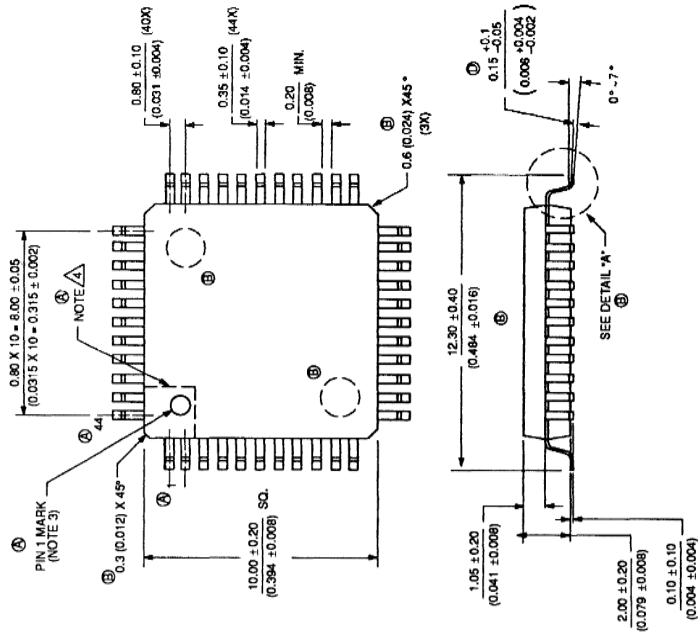 Ⓐ
PIN 1 MARK
(NOTE 3)
Ⓐ 44
0.80 X 10 = 8.00 ±0.05
(0.0315 X 10 = 0.315 ± 0.002)
Ⓐ
NOTE 4
0.80 ±0.10 (40X)
(0.031 ±0.004)
0.35 ±0.10 (44X)
(0.014 ±0.004)
0.20 MIN.
(0.008)
Ⓑ
0.6 (0.024) X45°
(3X)
Ⓑ 0.3 (0.012) X 45°
Ⓐ 1
Ⓑ
Ⓑ
10.00 ±0.20 SQ.
(0.394 ±0.008)
Ⓓ
0.15 +0.1 -0.05
(0.006 +0.004 -0.002)
0° ~7°
12.30 ±0.40
(0.484 ±0.016)
Ⓑ
SEE DETAIL "A"
Ⓑ
1.05 ±0.20
(0.041 ±0.008)
2.00 ±0.20
(0.079 ±0.008)
0.10 ±0.10
(0.004 ±0.004)